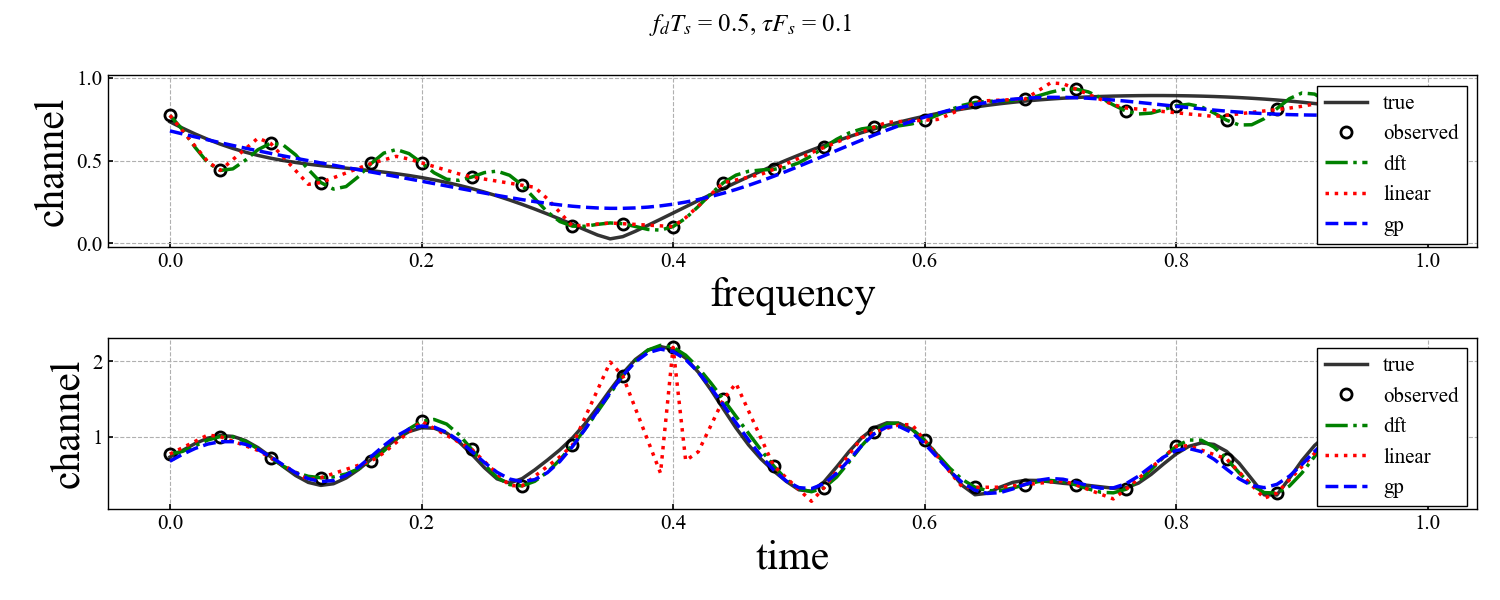 f_d T_s = 0.5, τF_s = 0.1
channel
1.0
0.5
0.0
true
observed
dft
linear
gp
0.0 0.2 0.4 0.6 0.8 1.0
frequency
channel
2
1
true
observed
dft
linear
gp
0.0 0.2 0.4 0.6 0.8 1.0
time